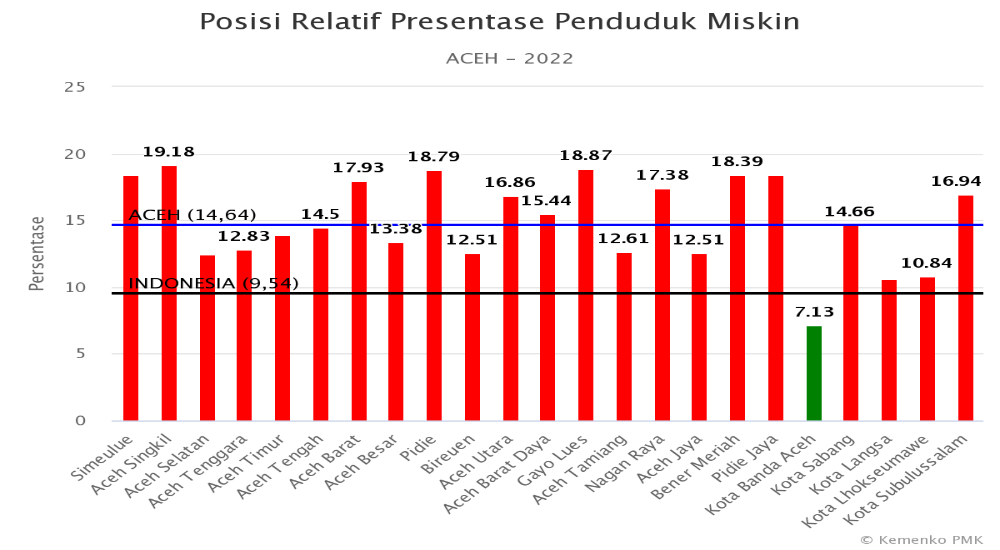 Posisi Relatif Presentase Penduduk Miskin
ACEH – 2022
Persentase
25
20
15
10
5
0
ACEH (14,64)
INDONESIA (9,54)
19.18
12.83
14.5
17.93
13.38
18.79
12.51
16.86
15.44
18.87
12.61
17.38
12.51
18.39
7.13
14.66
10.84
16.94
Simeulue
Aceh Singkil
Aceh Selatan
Aceh Tenggara
Aceh Timur
Aceh Tengah
Aceh Barat
Aceh Besar
Pidie
Bireuen
Aceh Utara
Aceh Barat Daya
Gayo Lues
Aceh Tamiang
Nagan Raya
Aceh Jaya
Bener Meriah
Pidie Jaya
Kota Banda Aceh
Kota Sabang
Kota Langsa
Kota Lhokseumawe
Kota Subulussalam
© Kemenko PMK